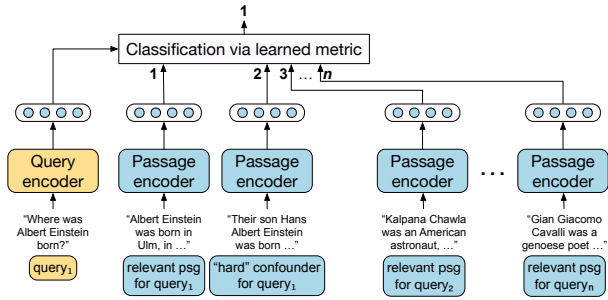 1
Classification via learned metric
1
2
3
... n
Query
encoder
Passage
encoder
Passage
encoder
Passage
encoder
...
Passage
encoder
“Where was
Albert Einstein
born?”
“Albert Einstein
was born in
Ulm, in ...”
“Their son Hans
Albert Einstein
was born ...”
“Kalpana Chawla
was an American
astronaut, ...”
“Gian Giacomo
Cavalli was a
genoese poet ...”
query1
relevant psg
for query1
“hard” confounder
for query1
relevant psg
for query2
relevant psg
for queryn